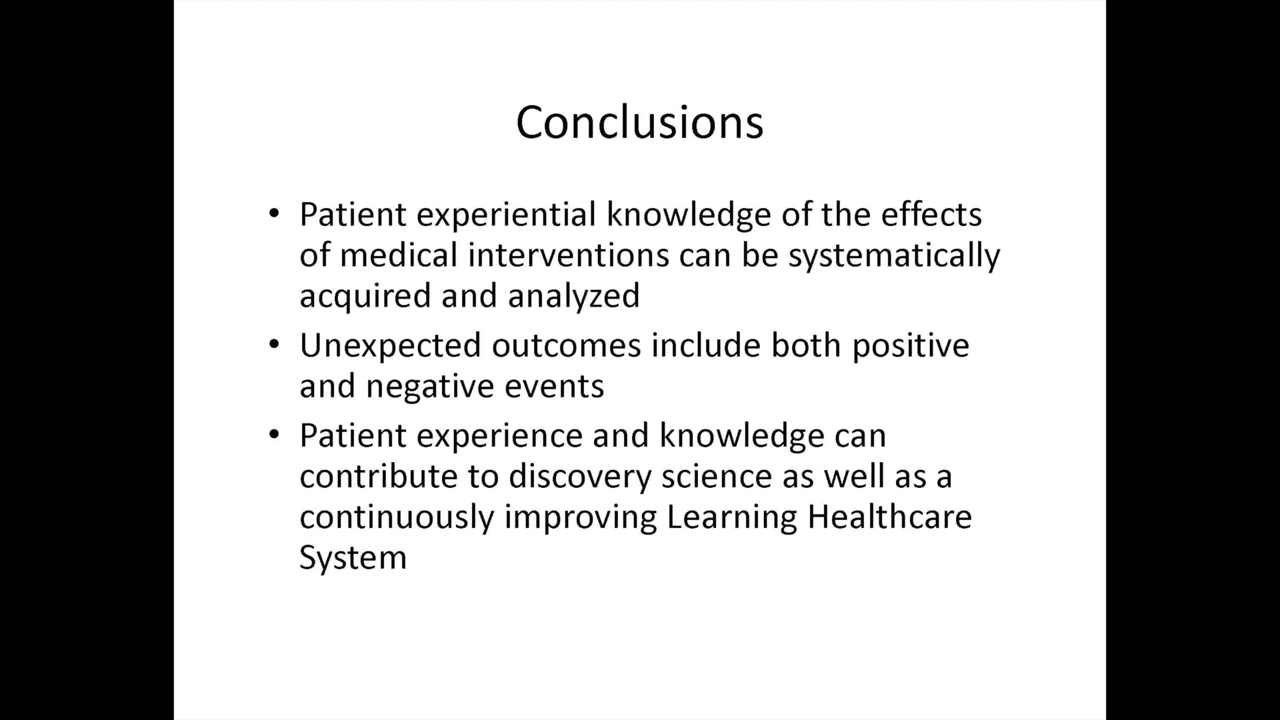 Conclusions
• Patient experiential knowledge of the effects
of medical interventions can be systematically
acquired and analyzed
• Unexpected outcomes include both positive
and negative events
• Patient experience and knowledge can
contribute to discovery science as well as a
continuously improving Learning Healthcare
System